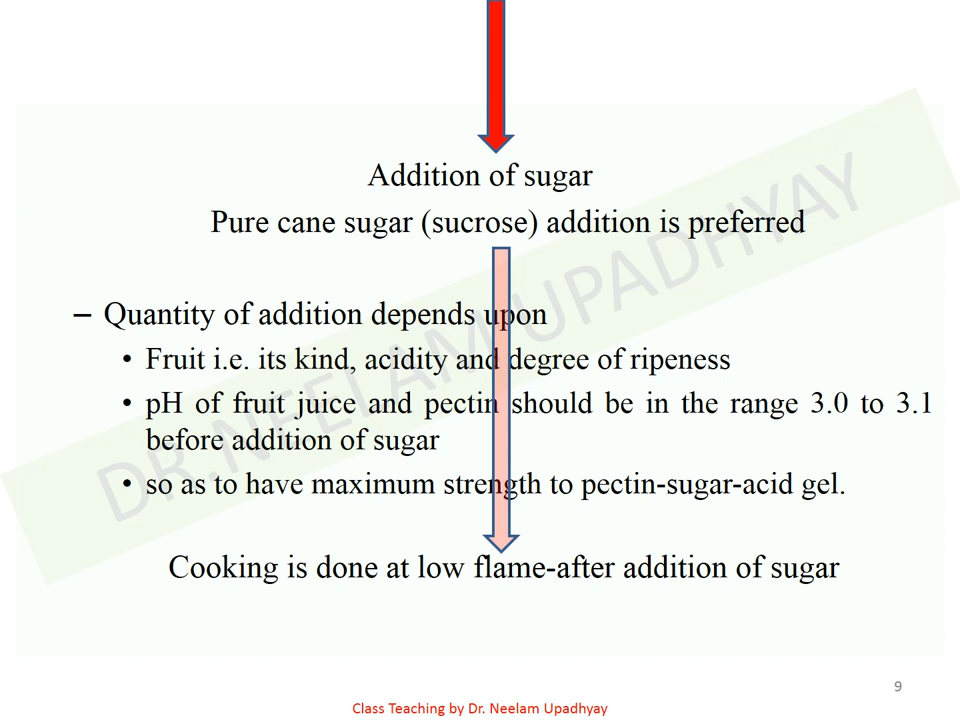 Addition of sugar
Pure cane sugar (sucrose) addition is preferred
– Quantity of addition depends upon
• Fruit i.e. its kind, acidity and degree of ripeness
• pH of fruit juice and pectin should be in the range 3.0 to 3.1
before addition of sugar
• so as to have maximum strength to pectin-sugar-acid gel.
Cooking is done at low flame-after addition of sugar
DR.NEELAM UPADHYAY
9
Class Teaching by Dr. Neelam Upadhyay